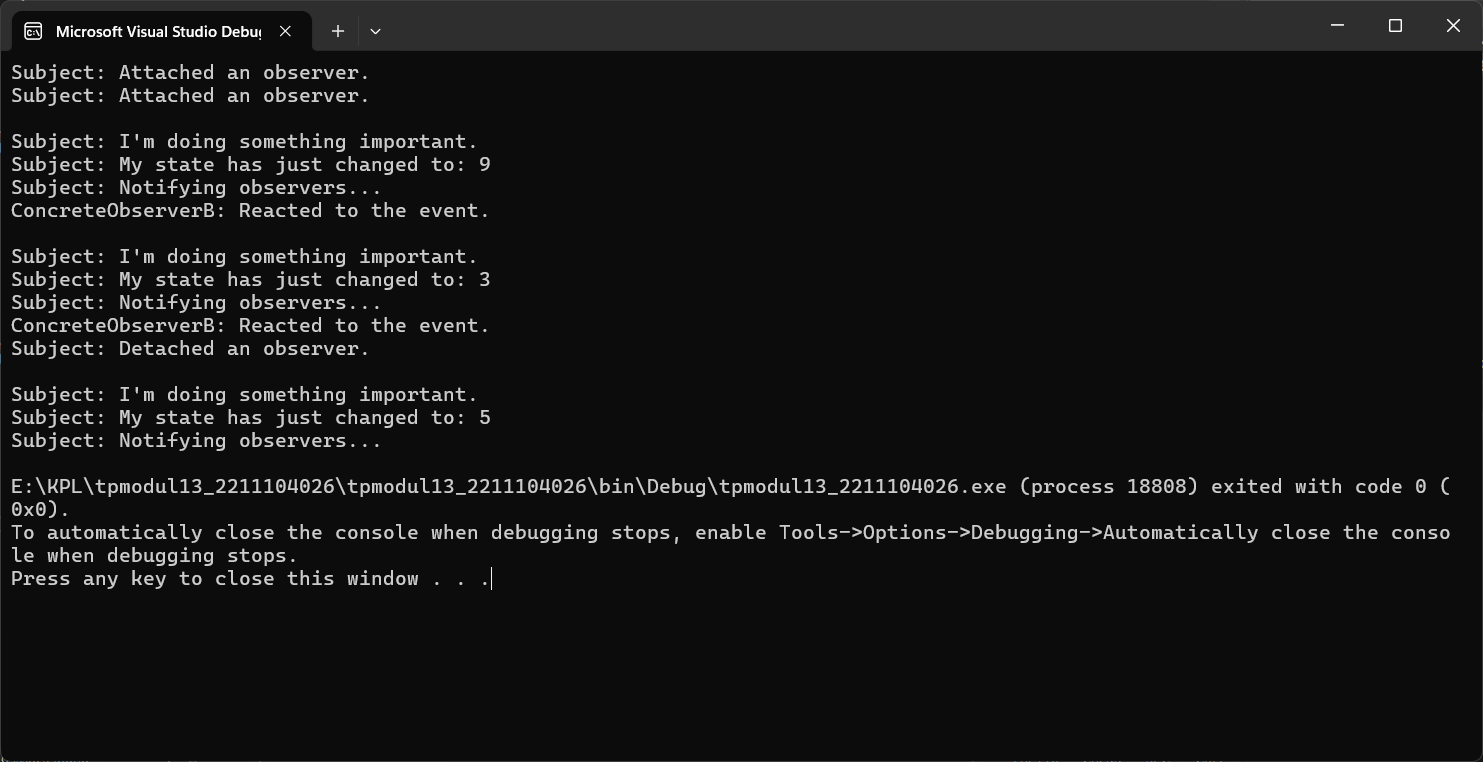 Microsoft Visual Studio Debug
Subject: Attached an observer.
Subject: Attached an observer.
Subject: I'm doing something important.
Subject: My state has just changed to: 9
Subject: Notifying observers...
ConcreteObserverB: Reacted to the event.
Subject: I'm doing something important.
Subject: My state has just changed to: 3
Subject: Notifying observers...
ConcreteObserverB: Reacted to the event.
Subject: Detached an observer.
Subject: I'm doing something important.
Subject: My state has just changed to: 5
Subject: Notifying observers...
E:\KPL\tpmodul13_2211104026\tpmodul13_2211104026\bin\Debug\tpmodul13_2211104026.exe (process 18808) exited with code 0 (
0x0).
To automatically close the console when debugging stops, enable Tools->Options->Debugging->Automatically close the conso
le when debugging stops.
Press any key to close this window . . .